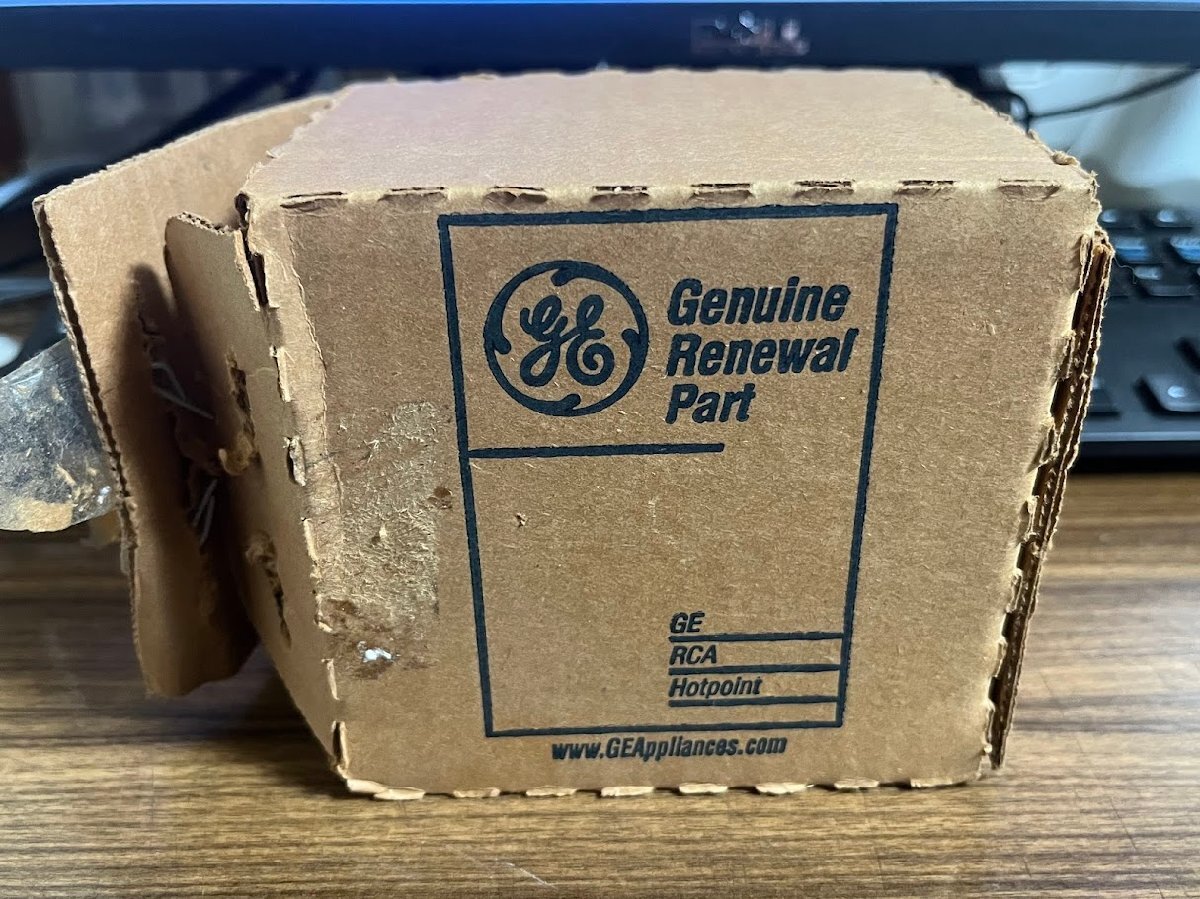 GE
Genuine
Renewal
Part
GE
RCA
Hotpoint
www.GEAppliances.com